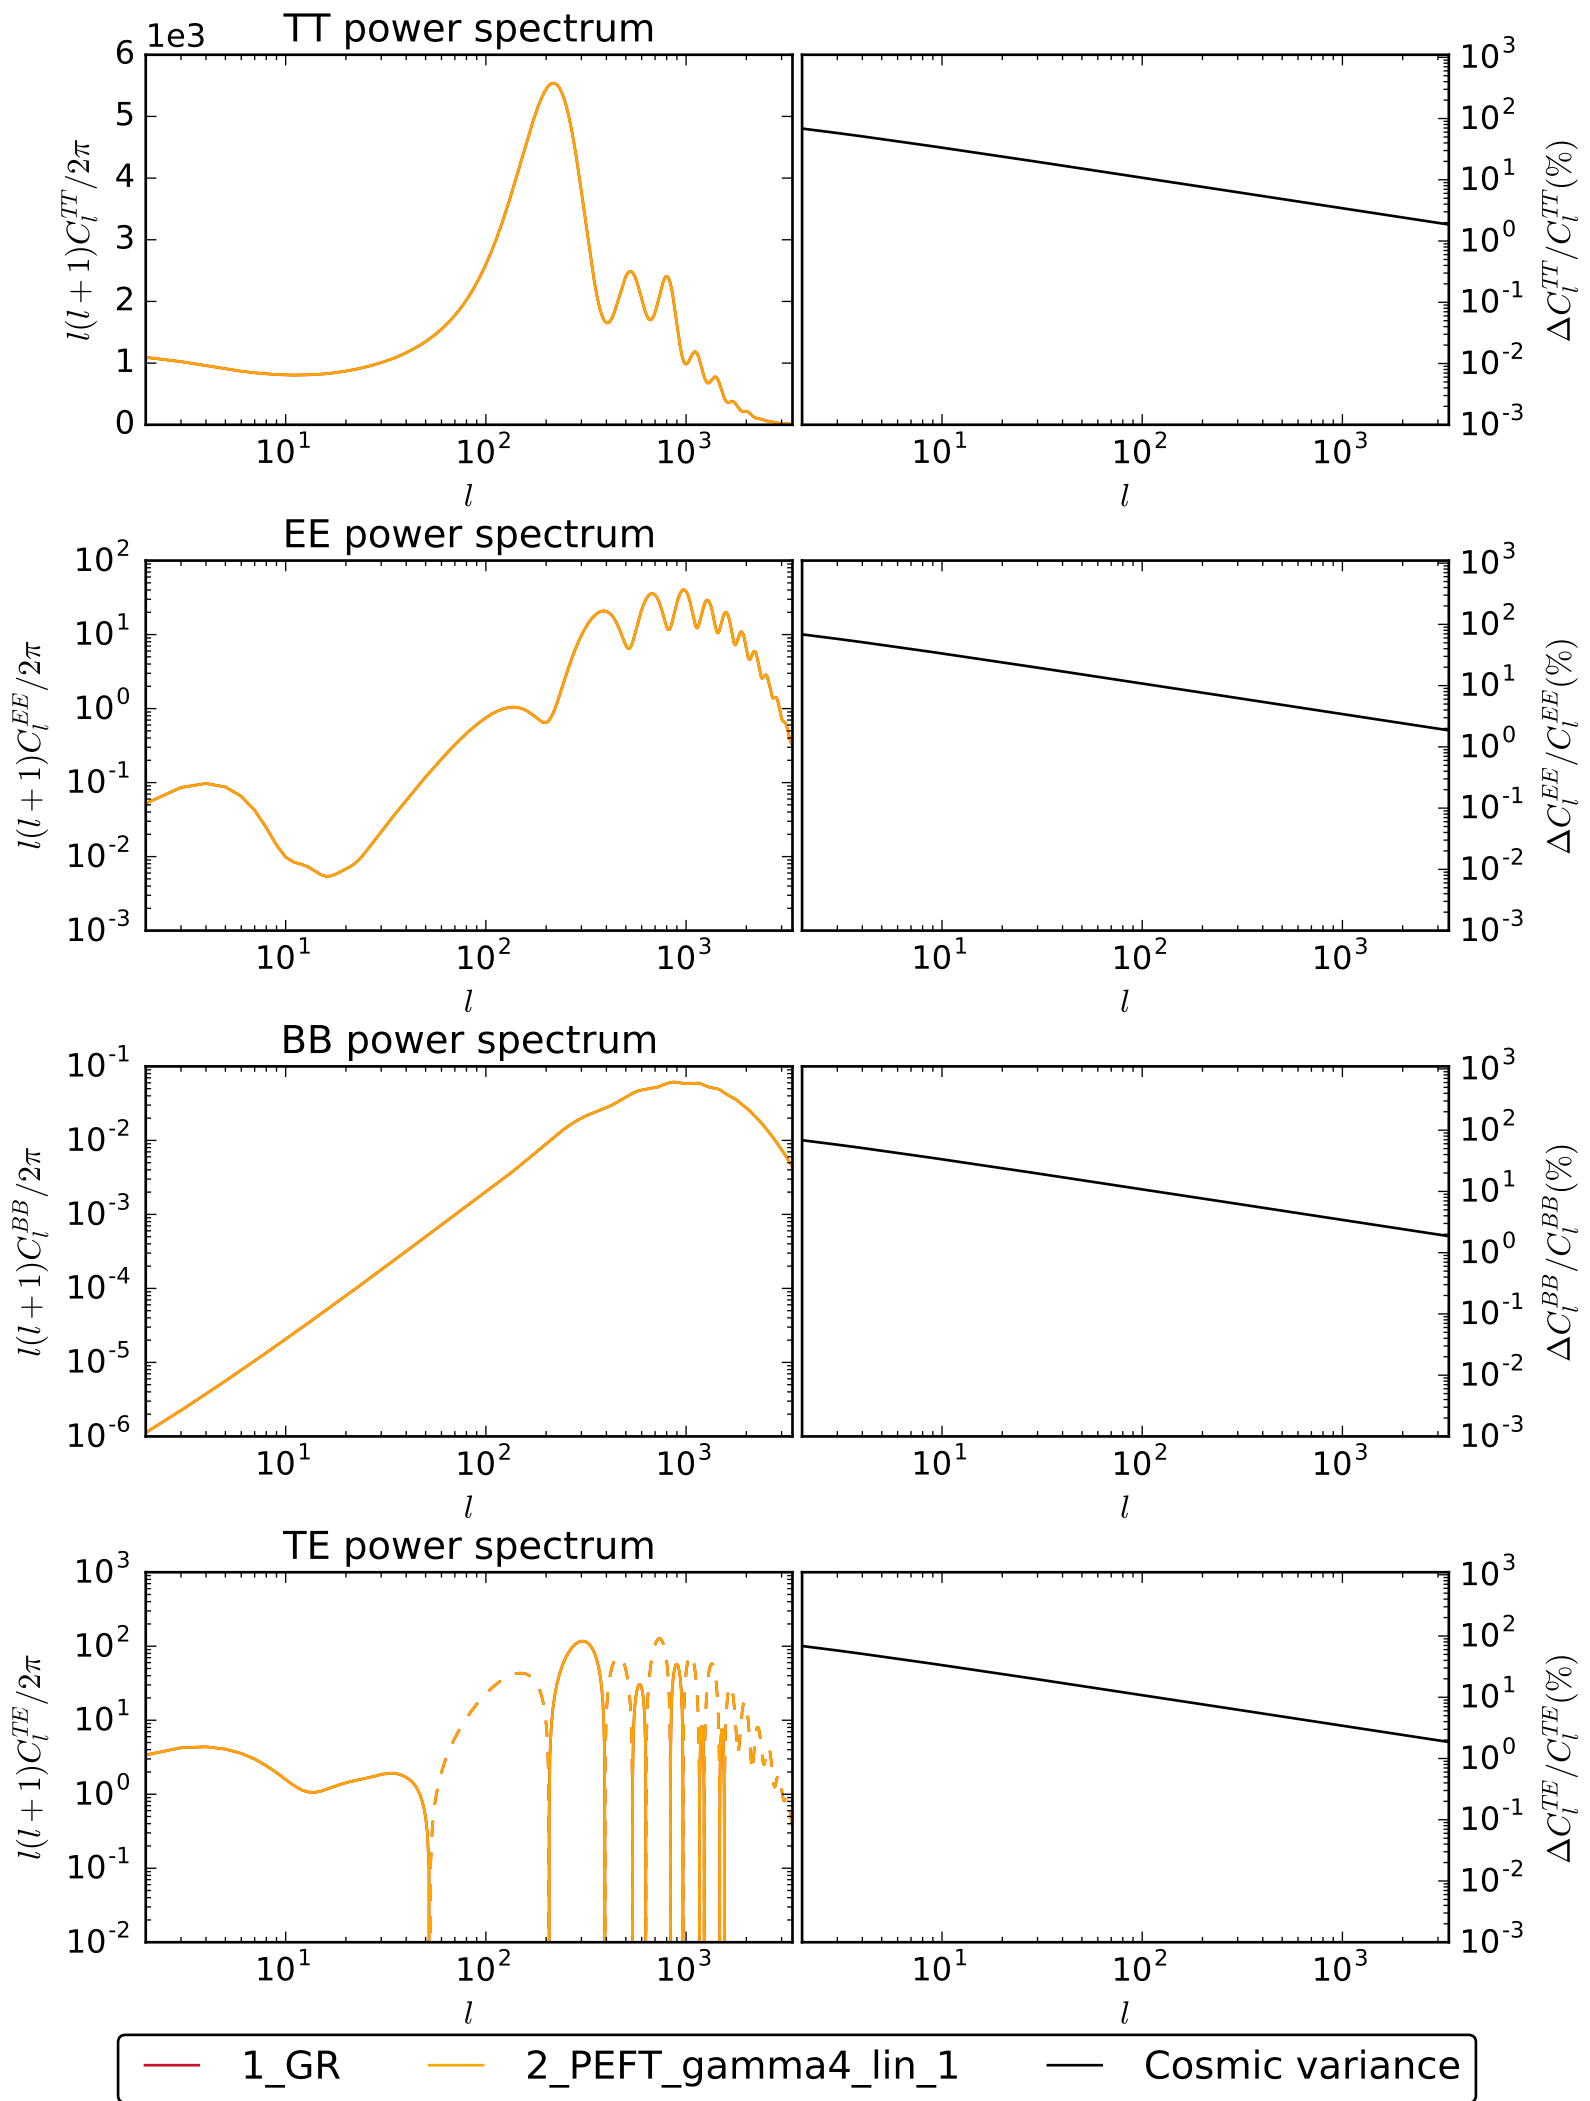 TT power spectrum
1e3
6
5
4
3
2
1
0
l(l+1)C_l^{TT}/2π
10^1 10^2 10^3
l
10^3
10^2
10^1
10^0
10^-1
10^-2
10^-3
ΔC_l^{TT}/C_l^{TT}(%)
10^1 10^2 10^3
l
EE power spectrum
10^2
10^1
10^0
10^-1
10^-2
10^-3
l(l+1)C_l^{EE}/2π
10^1 10^2 10^3
l
10^3
10^2
10^1
10^0
10^-1
10^-2
10^-3
ΔC_l^{EE}/C_l^{EE}(%)
10^1 10^2 10^3
l
BB power spectrum
10^-1
10^-2
10^-3
10^-4
10^-5
10^-6
l(l+1)C_l^{BB}/2π
10^1 10^2 10^3
l
10^3
10^2
10^1
10^0
10^-1
10^-2
10^-3
ΔC_l^{BB}/C_l^{BB}(%)
10^1 10^2 10^3
l
TE power spectrum
10^3
10^2
10^1
10^0
10^-1
10^-2
l(l+1)C_l^{TE}/2π
10^1 10^2 10^3
l
10^3
10^2
10^1
10^0
10^-1
10^-2
10^-3
ΔC_l^{TE}/C_l^{TE}(%)
10^1 10^2 10^3
l
1_GR 2_PEFT_gamma4_lin_1 Cosmic variance